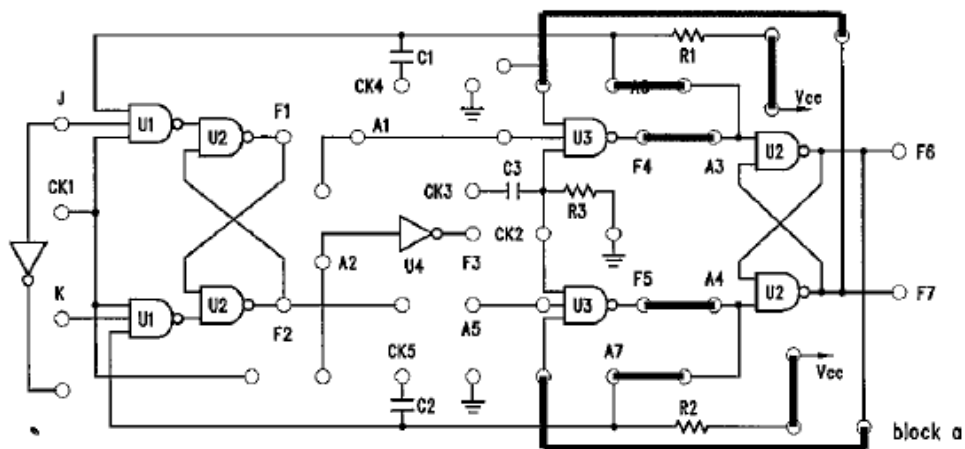 C1
R1
CK4
A6
Vcc
J
U1
U2
F1
A1
U3
F4
A3
U2
F6
CK1
CK3
C3
R3
CK2
A2
U4
F3
K
U1
U2
F2
A5
U3
F5
A4
U2
F7
CK5
A7
Vcc
C2
R2
block a